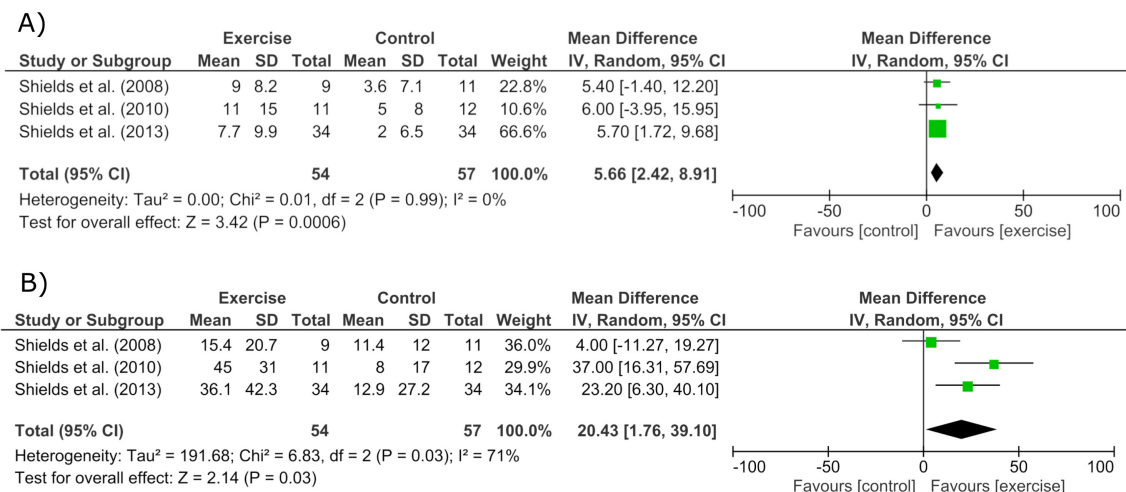 A)
Exercise Control Mean Difference Mean Difference
Study or Subgroup Mean SD Total Mean SD Total Weight IV, Random, 95% CI IV, Random, 95% CI
Shields et al. (2008) 9 8.2 9 3.6 7.1 11 22.8% 5.40 [-1.40, 12.20]
Shields et al. (2010) 11 15 11 5 8 12 10.6% 6.00 [-3.95, 15.95]
Shields et al. (2013) 7.7 9.9 34 2 6.5 34 66.6% 5.70 [1.72, 9.68]
Total (95% CI) 54 57 100.0% 5.66 [2.42, 8.91]
Heterogeneity: Tau² = 0.00; Chi² = 0.01, df = 2 (P = 0.99); I² = 0%
Test for overall effect: Z = 3.42 (P = 0.0006)
-100 -50 0 50 100
Favours [control] Favours [exercise]
B)
Exercise Control Mean Difference Mean Difference
Study or Subgroup Mean SD Total Mean SD Total Weight IV, Random, 95% CI IV, Random, 95% CI
Shields et al. (2008) 15.4 20.7 9 11.4 12 11 36.0% 4.00 [-11.27, 19.27]
Shields et al. (2010) 45 31 11 8 17 12 29.9% 37.00 [16.31, 57.69]
Shields et al. (2013) 36.1 42.3 34 12.9 27.2 34 34.1% 23.20 [6.30, 40.10]
Total (95% CI) 54 57 100.0% 20.43 [1.76, 39.10]
Heterogeneity: Tau² = 191.68; Chi² = 6.83, df = 2 (P = 0.03); I² = 71%
Test for overall effect: Z = 2.14 (P = 0.03)
-100 -50 0 50 100
Favours [control] Favours [exercise]